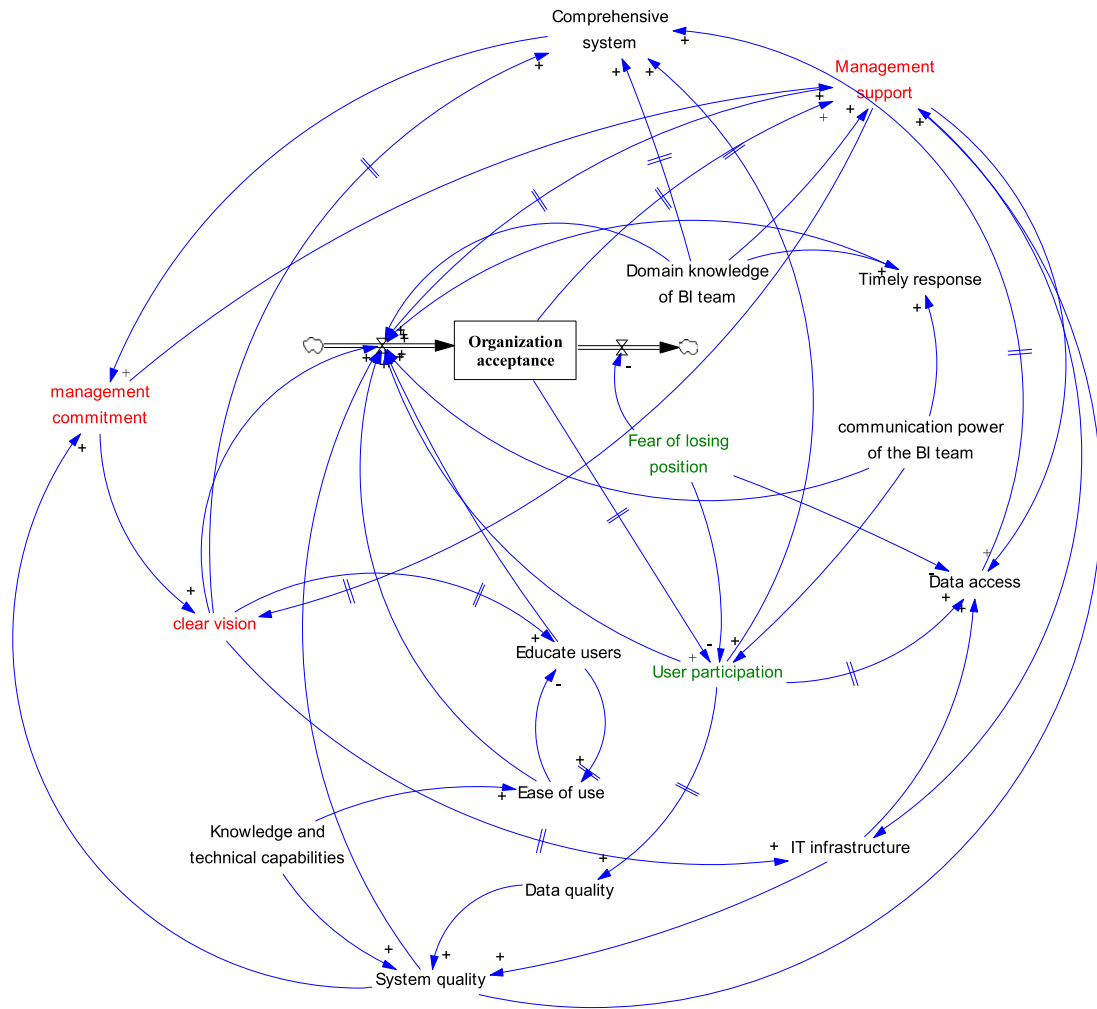 Comprehensive
system
Management
support
Domain knowledge
of BI team
Timely response
Organization
acceptance
management
commitment
Fear of losing
position
communication power
of the BI team
Data access
clear vision
Educate users
User participation
Ease of use
Knowledge and
technical capabilities
IT infrastructure
Data quality
System quality